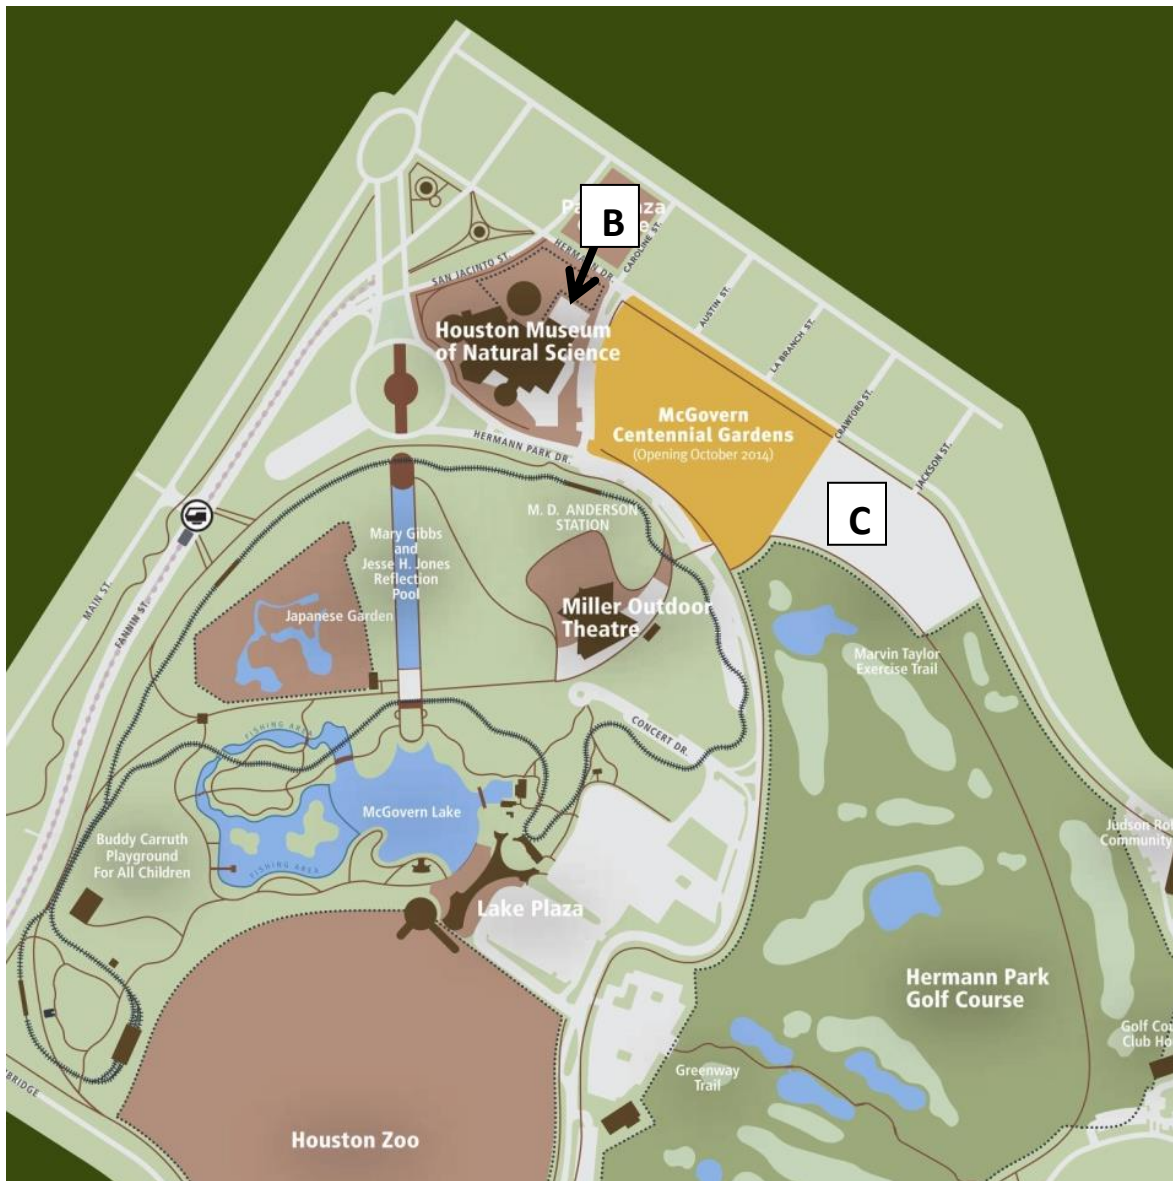 B
HERMANN DR.
CAROLINE ST.
SAN JACINTO ST.
AUSTIN ST.
LA BRANCH ST.
CRAWFORD ST.
JACKSON ST.
Houston Museum
of Natural Science
McGovern
Centennial Gardens
(Opening October 2014)
HERMANN PARK DR.
C
M. D. ANDERSON
STATION
Mary Gibbs
and
Jesse H. Jones
Reflection
Pool
Japanese Garden
MAIN ST.
FANNIN ST.
Miller Outdoor
Theatre
Marvin Taylor
Exercise Trail
CONCERT DR.
FISHING AREA
McGovern Lake
Buddy Carruth
Playground
For All Children
FISHING AREA
Judson
Community
Lake Plaza
Hermann Park
Golf Course
Golf
Club
Greenway
Trail
Houston Zoo